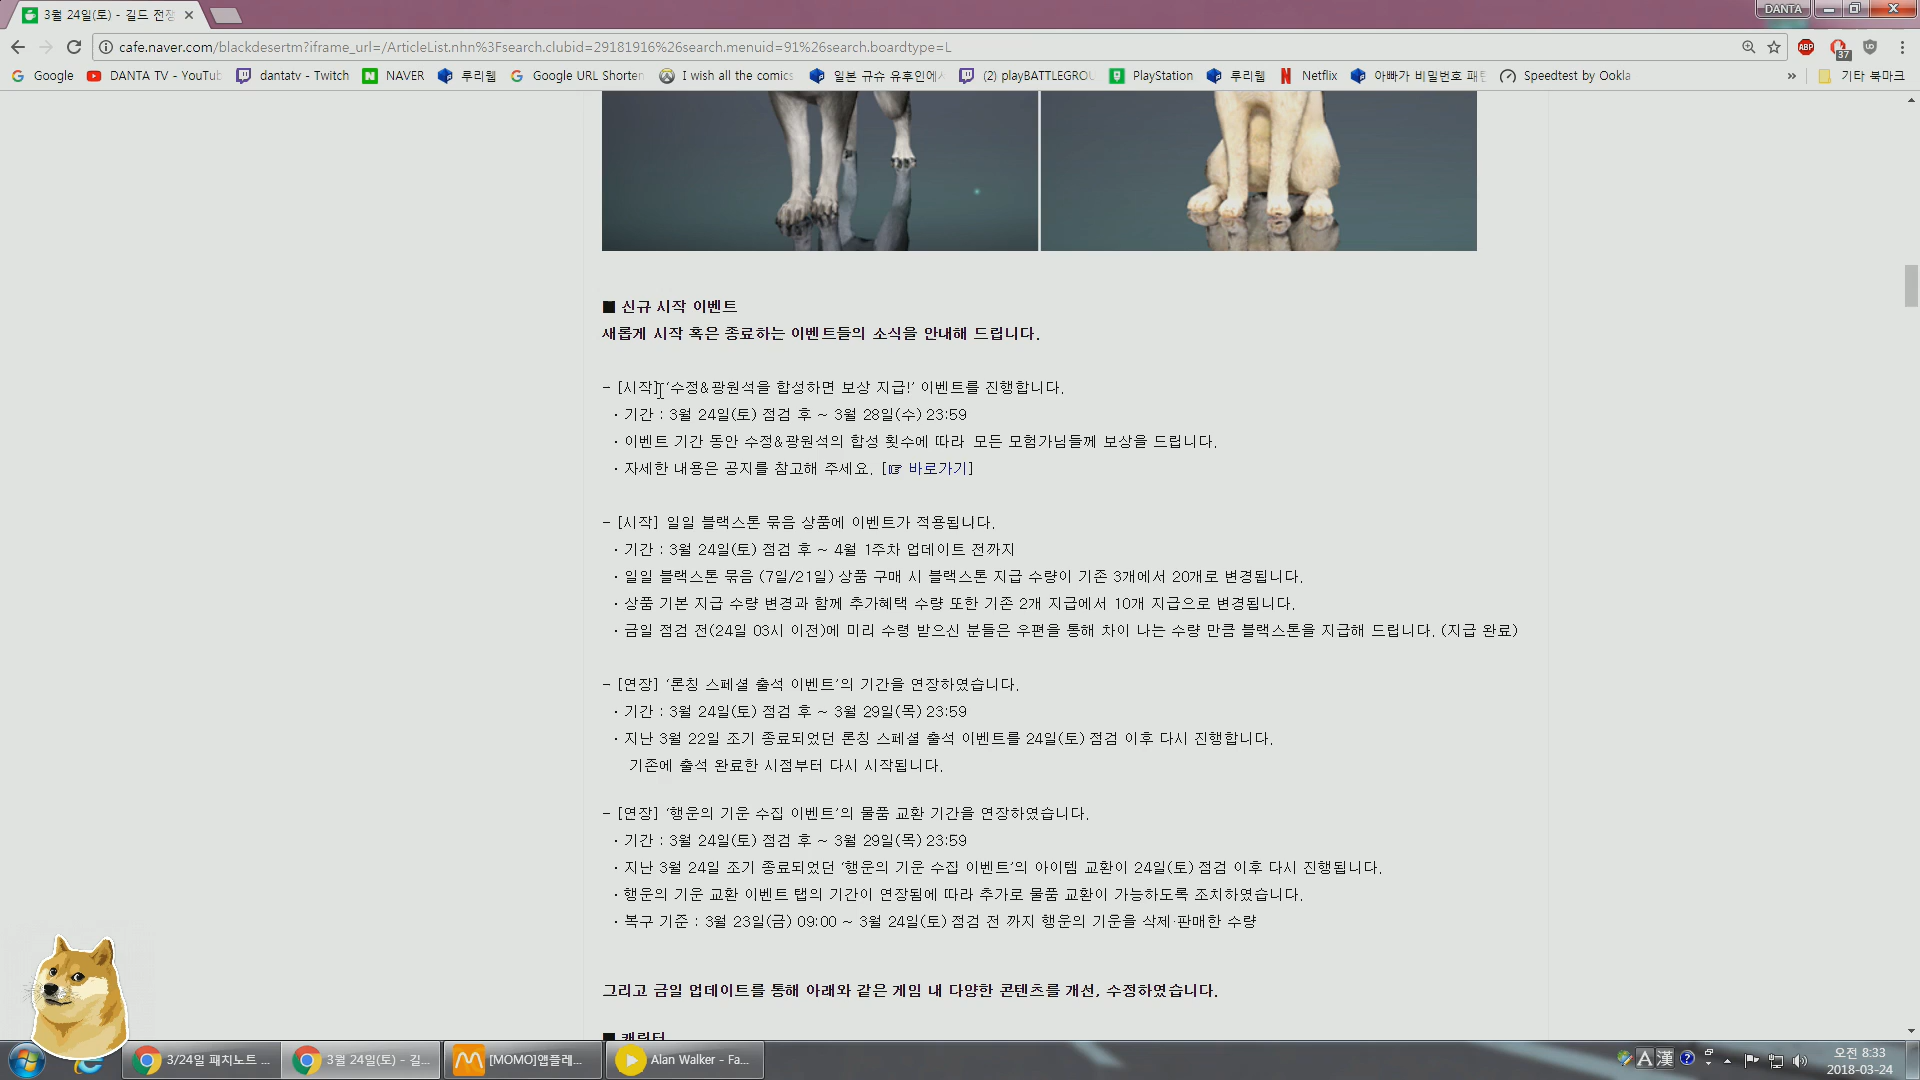 3월 24일(토) - 길드 전장
DANTA
cafe.naver.com/blackdesertm?iframe_url=/ArticleList.nhn%3Fsearch.clubid=29181916%26search.menuid=91%26search.boardtype=L
ABP
37
Google
DANTA TV - YouTu
dantatv - Twitch
NAVER
루리웹
Google URL Shorten
I wish all the comics
일본 규슈 유후인에서
(2) playBATTLEGROU
PlayStation
루리웹
Netflix
아빠가 비밀번호 패턴
Speedtest by Ookla
»
기타 북마크
■ 신규 시작 이벤트
새롭게 시작 혹은 종료하는 이벤트들의 소식을 안내해 드립니다.
- [시작] ‘수정&광원석을 합성하면 보상 지급!’ 이벤트를 진행합니다.
· 기간 : 3월 24일(토) 점검 후 ~ 3월 28일(수) 23:59
· 이벤트 기간 동안 수정&광원석의 합성 횟수에 따라 모든 모험가님들께 보상을 드립니다.
· 자세한 내용은 공지를 참고해 주세요. [☞ 바로가기]
- [시작] 일일 블랙스톤 묶음 상품에 이벤트가 적용됩니다.
· 기간 : 3월 24일(토) 점검 후 ~ 4월 1주차 업데이트 전까지
· 일일 블랙스톤 묶음 (7일/21일) 상품 구매 시 블랙스톤 지급 수량이 기존 3개에서 20개로 변경됩니다.
· 상품 기본 지급 수량 변경과 함께 추가혜택 수량 또한 기존 2개 지급에서 10개 지급으로 변경됩니다.
· 금일 점검 전(24일 03시 이전)에 미리 수령 받으신 분들은 우편을 통해 차이 나는 수량 만큼 블랙스톤을 지급해 드립니다. (지급 완료)
- [연장] ‘론칭 스페셜 출석 이벤트’의 기간을 연장하였습니다.
· 기간 : 3월 24일(토) 점검 후 ~ 3월 29일(목) 23:59
· 지난 3월 22일 조기 종료되었던 론칭 스페셜 출석 이벤트를 24일(토) 점검 이후 다시 진행합니다.
기존에 출석 완료한 시점부터 다시 시작됩니다.
- [연장] ‘행운의 기운 수집 이벤트’의 물품 교환 기간을 연장하였습니다.
· 기간 : 3월 24일(토) 점검 후 ~ 3월 29일(목) 23:59
· 지난 3월 24일 조기 종료되었던 ‘행운의 기운 수집 이벤트’의 아이템 교환이 24일(토) 점검 이후 다시 진행됩니다.
· 행운의 기운 교환 이벤트 탭의 기간이 연장됨에 따라 추가로 물품 교환이 가능하도록 조치하였습니다.
· 복구 기준 : 3월 23일(금) 09:00 ~ 3월 24일(토) 점검 전 까지 행운의 기운을 삭제·판매한 수량
그리고 금일 업데이트를 통해 아래와 같은 게임 내 다양한 콘텐츠를 개선, 수정하였습니다.
■ 캐릭터
3/24일 패치노트 ...
3월 24일(토) - 길...
[MOMO]앱플레...
Alan Walker - Fa...
A 漢
오전 8:33
2018-03-24